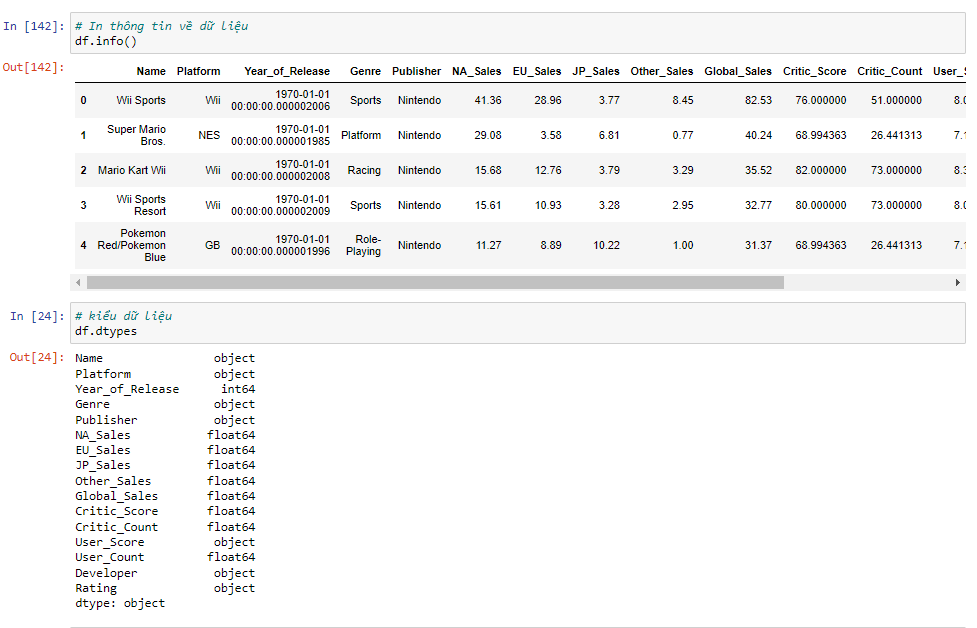 In [142]: # In thông tin về dữ liệu
df.info()
Out[142]:
Name Platform Year_of_Release Genre Publisher NA_Sales EU_Sales JP_Sales Other_Sales Global_Sales Critic_Score Critic_Count User_S
0 Wii Sports Wii 1970-01-01 00:00:00.000002006 Sports Nintendo 41.36 28.96 3.77 8.45 82.53 76.000000 51.000000 8.0
1 Super Mario Bros. NES 1970-01-01 00:00:00.000001985 Platform Nintendo 29.08 3.58 6.81 0.77 40.24 68.994363 26.441313 7.1
2 Mario Kart Wii Wii 1970-01-01 00:00:00.000002008 Racing Nintendo 15.68 12.76 3.79 3.29 35.52 82.000000 73.000000 8.3
3 Wii Sports Resort Wii 1970-01-01 00:00:00.000002009 Sports Nintendo 15.61 10.93 3.28 2.95 32.77 80.000000 73.000000 8.0
4 Pokemon Red/Pokemon Blue GB 1970-01-01 00:00:00.000001996 Role-Playing Nintendo 11.27 8.89 10.22 1.00 31.37 68.994363 26.441313 7.1
In [24]: # kiểu dữ liệu
df.dtypes
Out[24]: Name object
Platform object
Year_of_Release int64
Genre object
Publisher object
NA_Sales float64
EU_Sales float64
JP_Sales float64
Other_Sales float64
Global_Sales float64
Critic_Score float64
Critic_Count float64
User_Score object
User_Count float64
Developer object
Rating object
dtype: object